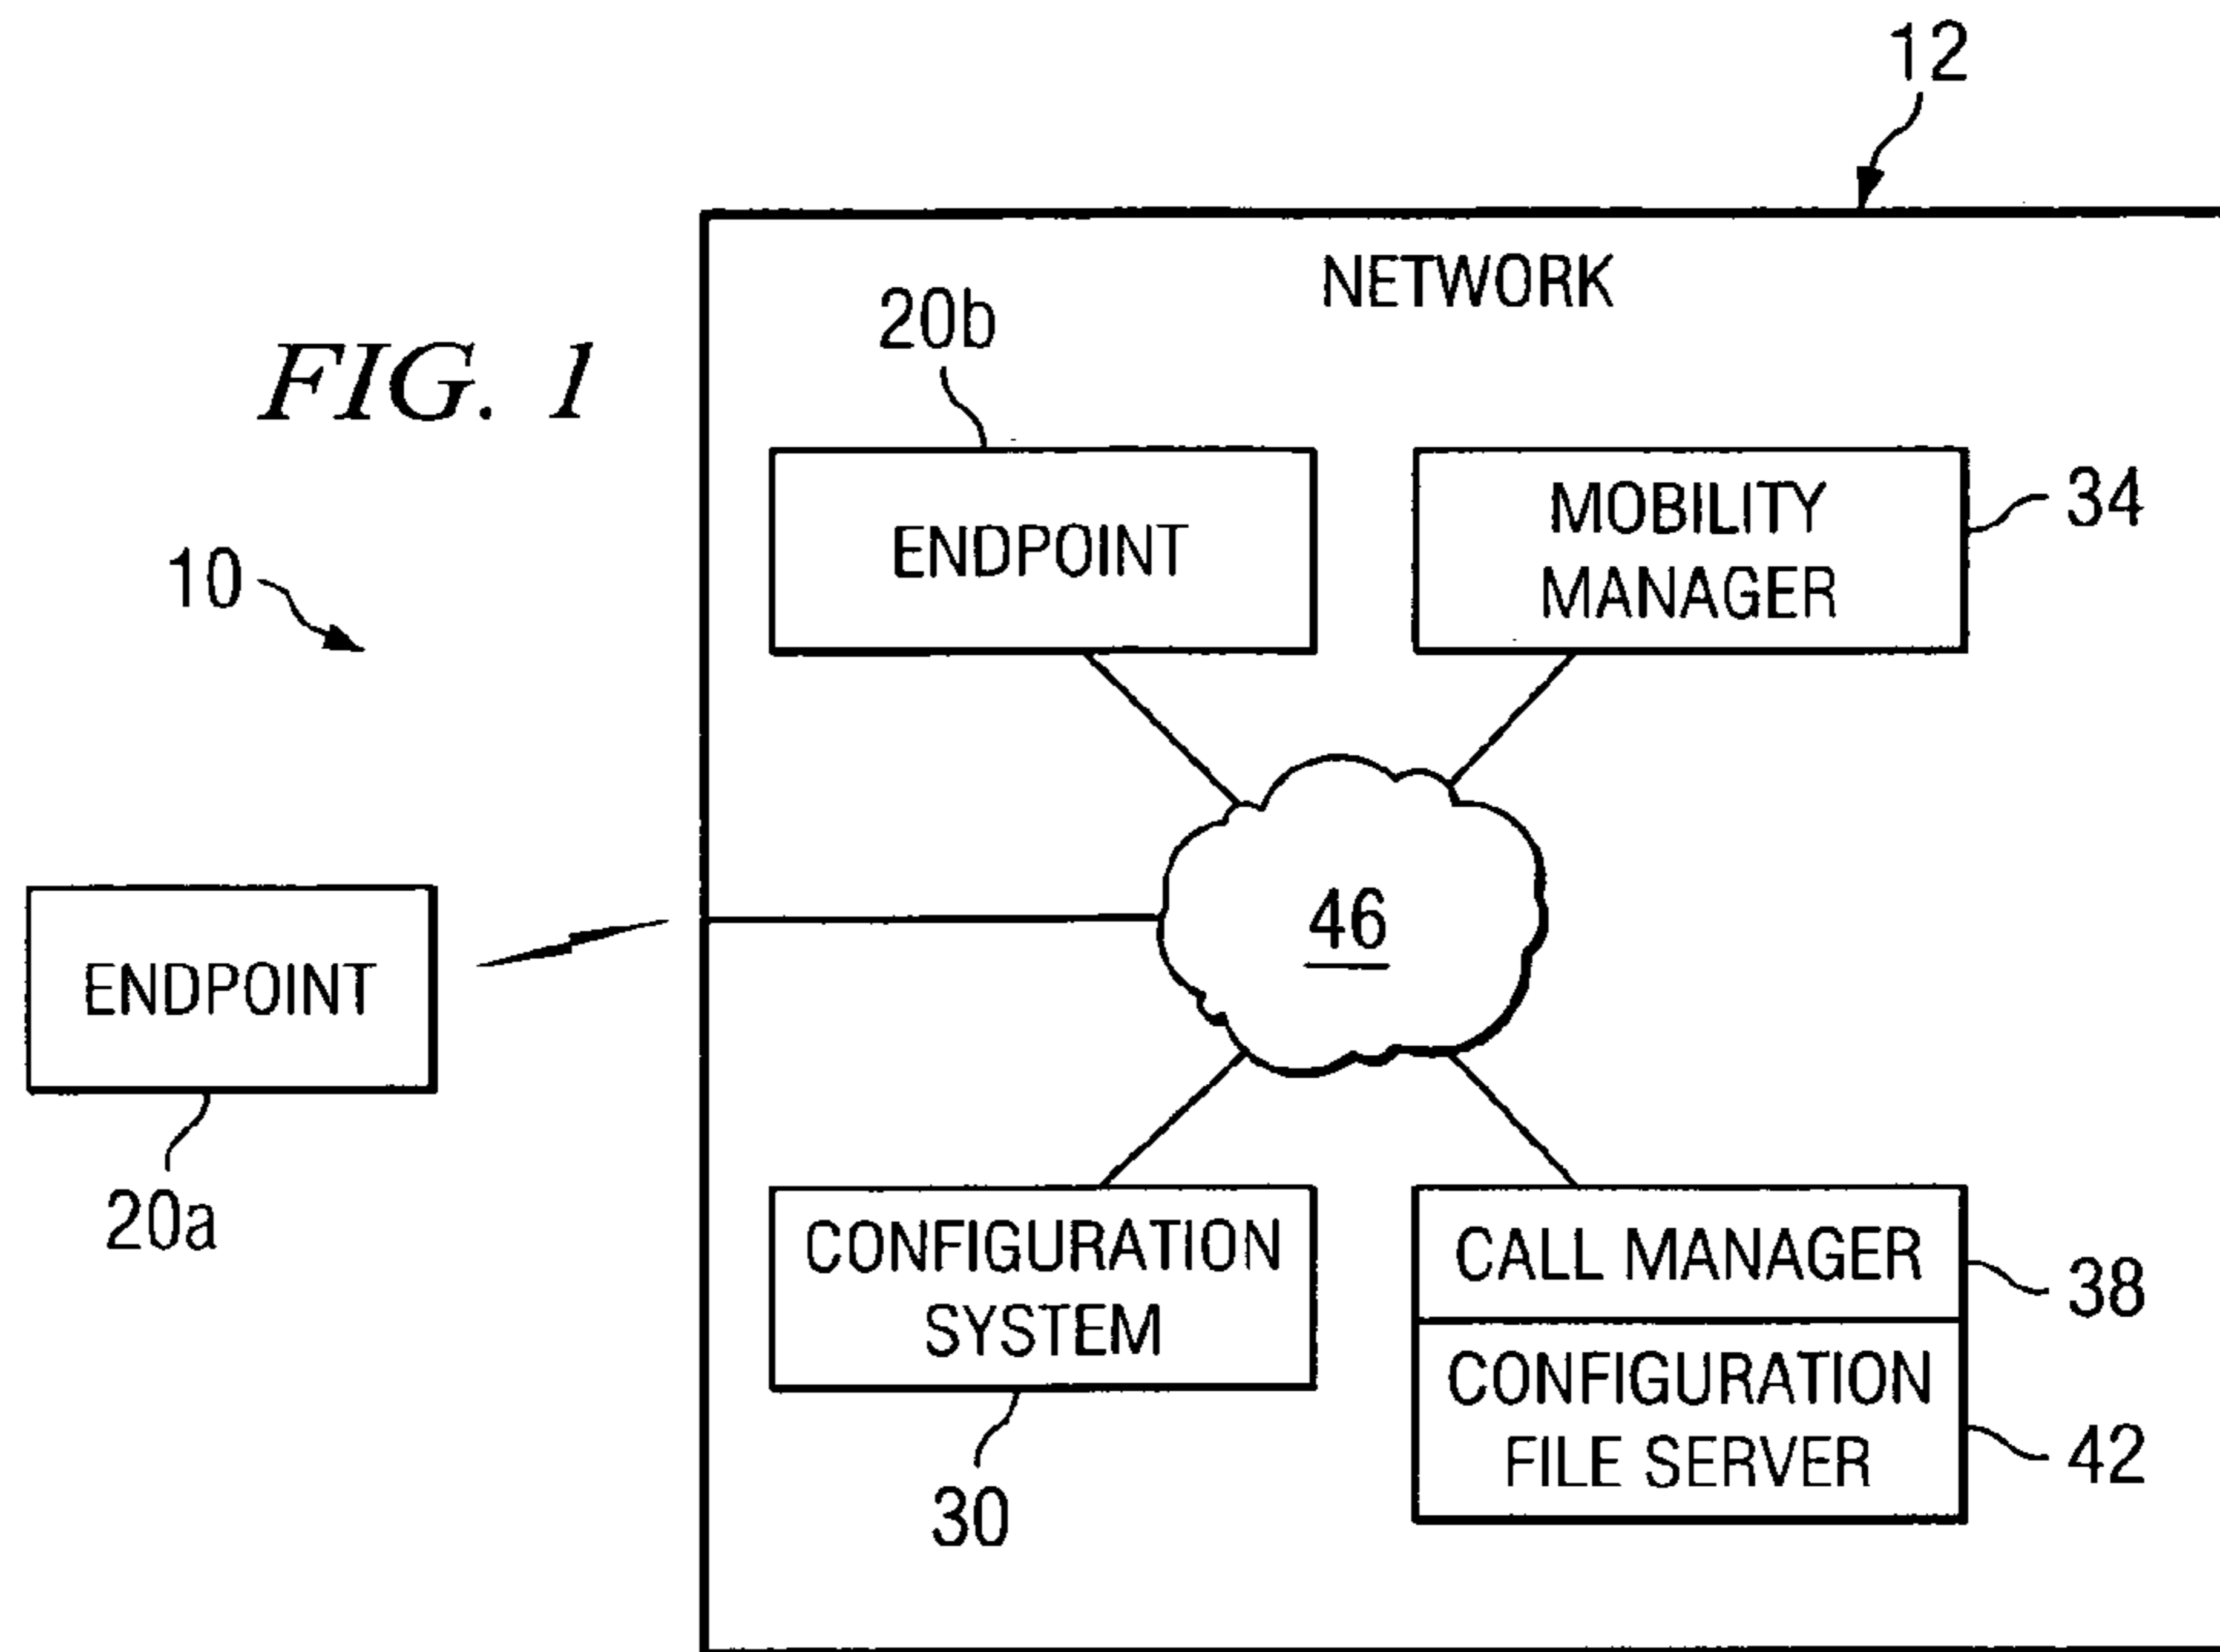 12
NETWORK
20b
FIG. 1
34
MOBILITY
MANAGER
ENDPOINT
10
46
ENDPOINT
20a
CONFIGURATION
SYSTEM
30
CALL MANAGER
38
CONFIGURATION
FILE SERVER
42